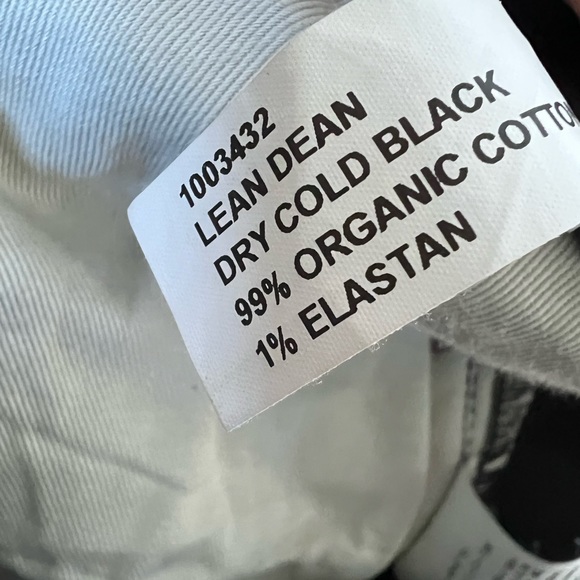 1003432
LEAN DEAN
DRY COLD BLACK
99% ORGANIC COTTO
1% ELASTAN